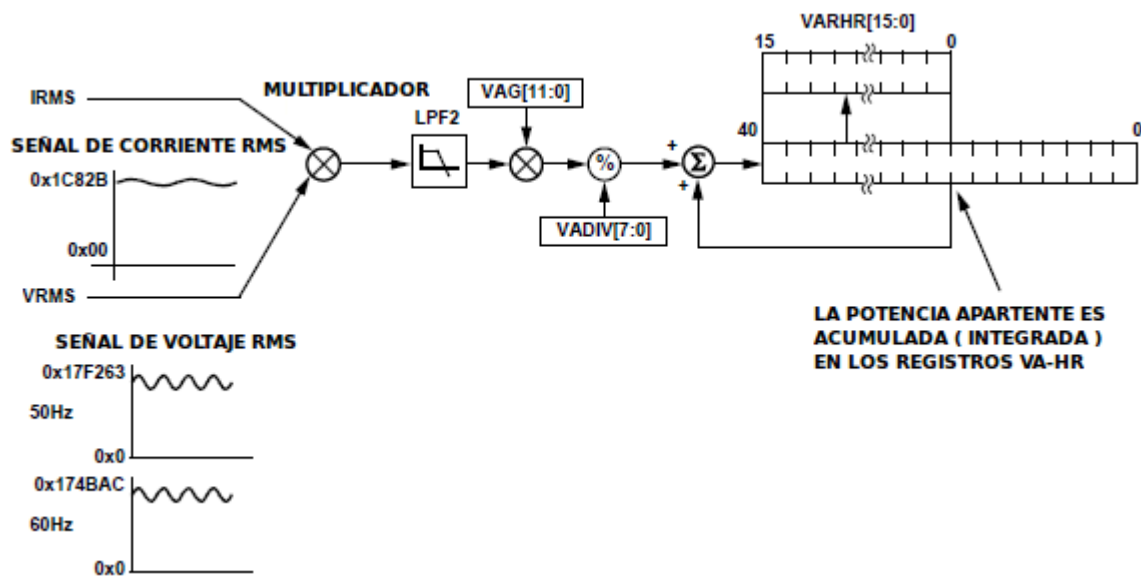 VARHR[15:0]
15
0
IRMS
MULTIPLICADOR
VAG[11:0]
LPF2
40
0
SEÑAL DE CORRIENTE RMS
0x1C82B
%
+
Σ
+
0x00
VADIV[7:0]
VRMS
LA POTENCIA APARTENTE ES
ACUMULADA ( INTEGRADA )
EN LOS REGISTROS VA-HR
SEÑAL DE VOLTAJE RMS
0x17F263
50Hz
0x0
0x174BAC
60Hz
0x0